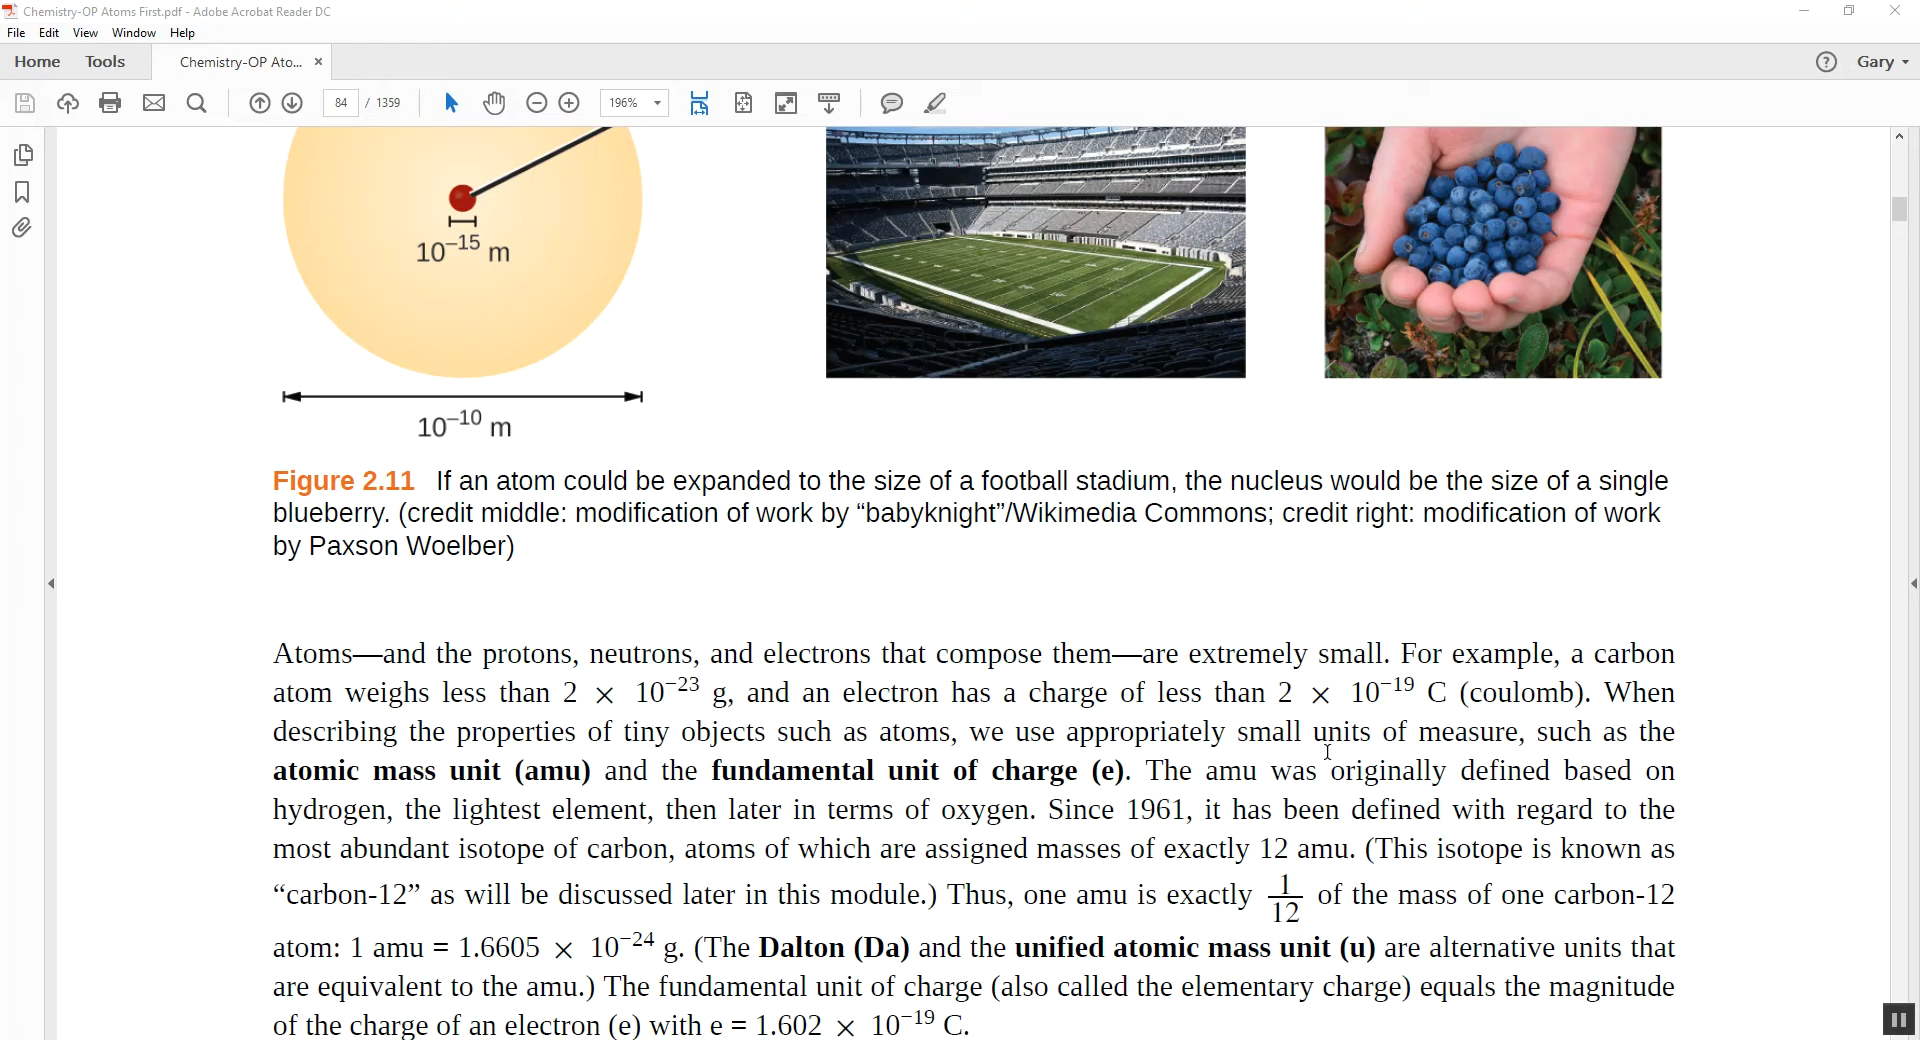 Chemistry-OP Atoms First.pdf - Adobe Acrobat Reader DC
File Edit View Window Help
Home Tools Chemistry-OP Ato... × Gary
84 / 1359 196%
10⁻¹⁵ m
10⁻¹⁰ m
Figure 2.11 If an atom could be expanded to the size of a football stadium, the nucleus would be the size of a single
blueberry. (credit middle: modification of work by “babyknight”/Wikimedia Commons; credit right: modification of work
by Paxson Woelber)
Atoms—and the protons, neutrons, and electrons that compose them—are extremely small. For example, a carbon
atom weighs less than 2 × 10⁻²³ g, and an electron has a charge of less than 2 × 10⁻¹⁹ C (coulomb). When
describing the properties of tiny objects such as atoms, we use appropriately small units of measure, such as the
atomic mass unit (amu) and the fundamental unit of charge (e). The amu was originally defined based on
hydrogen, the lightest element, then later in terms of oxygen. Since 1961, it has been defined with regard to the
most abundant isotope of carbon, atoms of which are assigned masses of exactly 12 amu. (This isotope is known as
“carbon-12” as will be discussed later in this module.) Thus, one amu is exactly 1/12 of the mass of one carbon-12
atom: 1 amu = 1.6605 × 10⁻²⁴ g. (The Dalton (Da) and the unified atomic mass unit (u) are alternative units that
are equivalent to the amu.) The fundamental unit of charge (also called the elementary charge) equals the magnitude
of the charge of an electron (e) with e = 1.602 × 10⁻¹⁹ C.